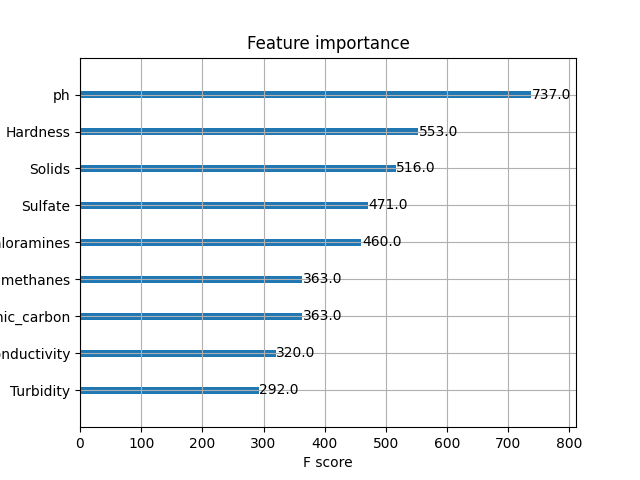 Feature importance
ph 737.0
Hardness 553.0
Solids 516.0
Sulfate 471.0
loramines 460.0
methanes 363.0
nic_carbon 363.0
nductivity 320.0
Turbidity 292.0
0 100 200 300 400 500 600 700 800
F score